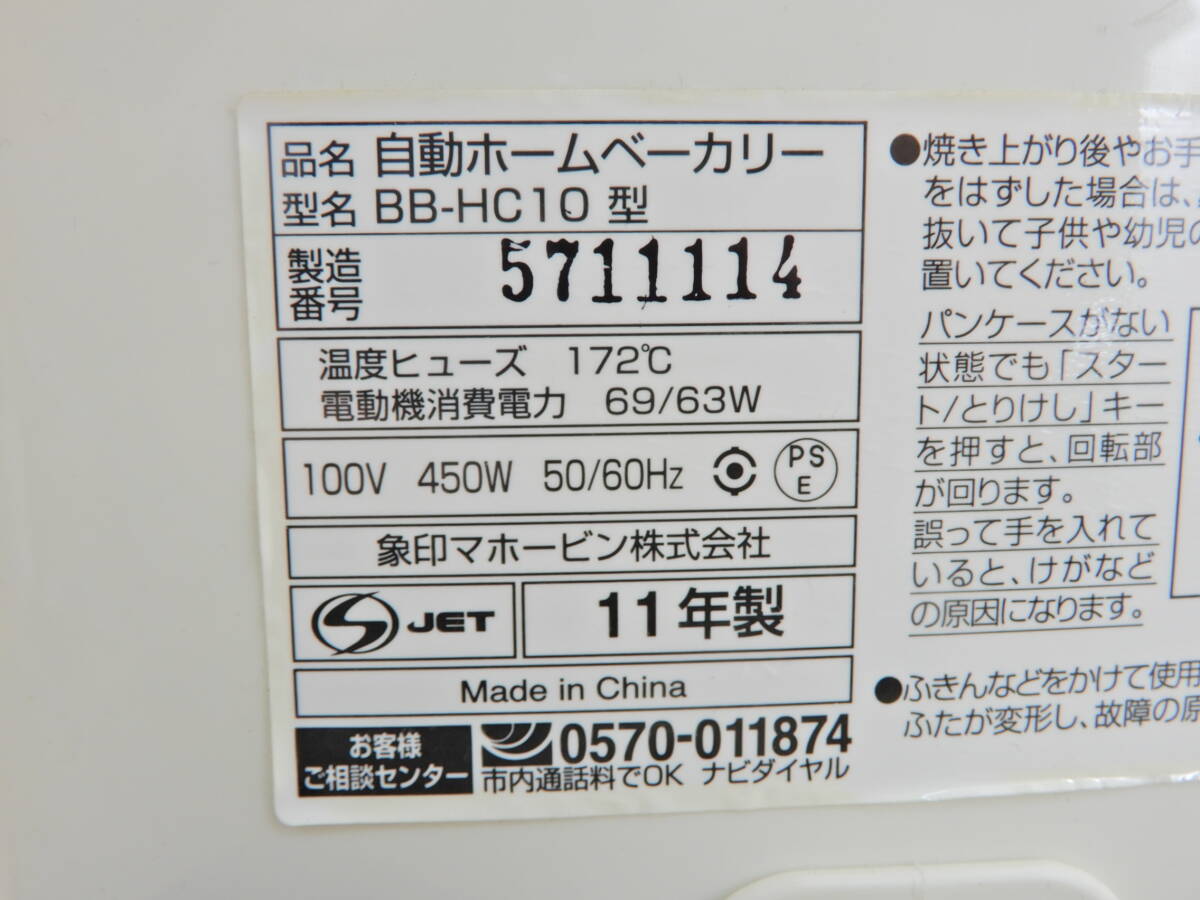 品名 自動ホームベーカリー
型名 BB-HC10 型
製造番号 5711114
温度ヒューズ 172℃
電動機消費電力 69/63W
100V 450W 50/60Hz PS E
象印マホービン株式会社
S JET 11年製
Made in China
お客様
ご相談センター
0570-011874
市内通話料でOK ナビダイヤル
●焼き上がり後やお手
をはずした場合は、
抜いて子供や幼児の
置いてください。
パンケースがない
状態でも「スター
ト/とりけし」キー
を押すと、回転部
が回ります。
誤って手を入れて
いると、けがなど
の原因になります。
●ふきんなどをかけて使用
ふたが変形し、故障の原